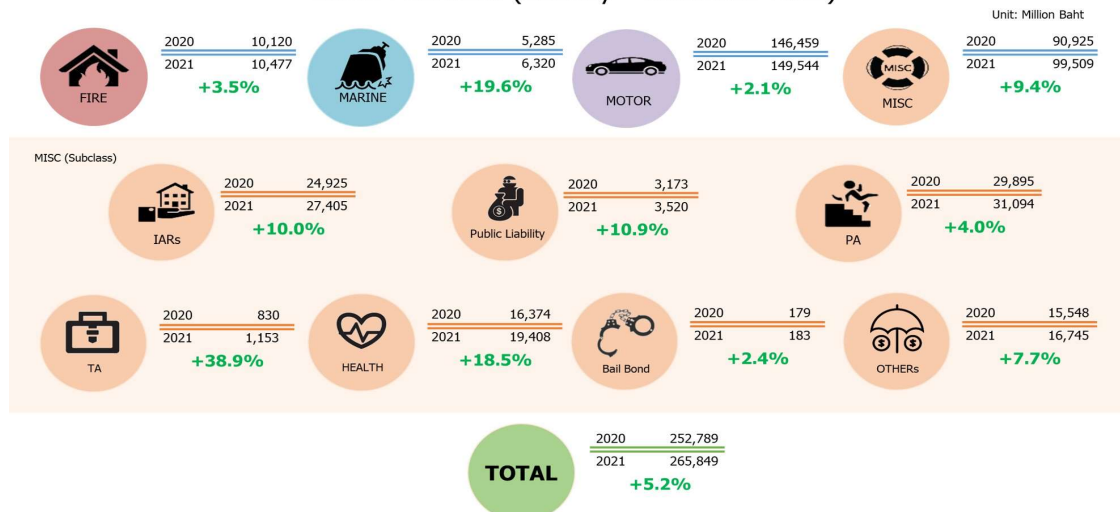 Unit: Million Baht
FIRE
2020 10,120
2021 10,477
+3.5%
MARINE
2020 5,285
2021 6,320
+19.6%
MOTOR
2020 146,459
2021 149,544
+2.1%
MISC
MISC
2020 90,925
2021 99,509
+9.4%
MISC (Subclass)
IARs
2020 24,925
2021 27,405
+10.0%
Public Liability
2020 3,173
2021 3,520
+10.9%
PA
2020 29,895
2021 31,094
+4.0%
TA
2020 830
2021 1,153
+38.9%
HEALTH
2020 16,374
2021 19,408
+18.5%
Bail Bond
2020 179
2021 183
+2.4%
OTHERs
2020 15,548
2021 16,745
+7.7%
TOTAL
2020 252,789
2021 265,849
+5.2%